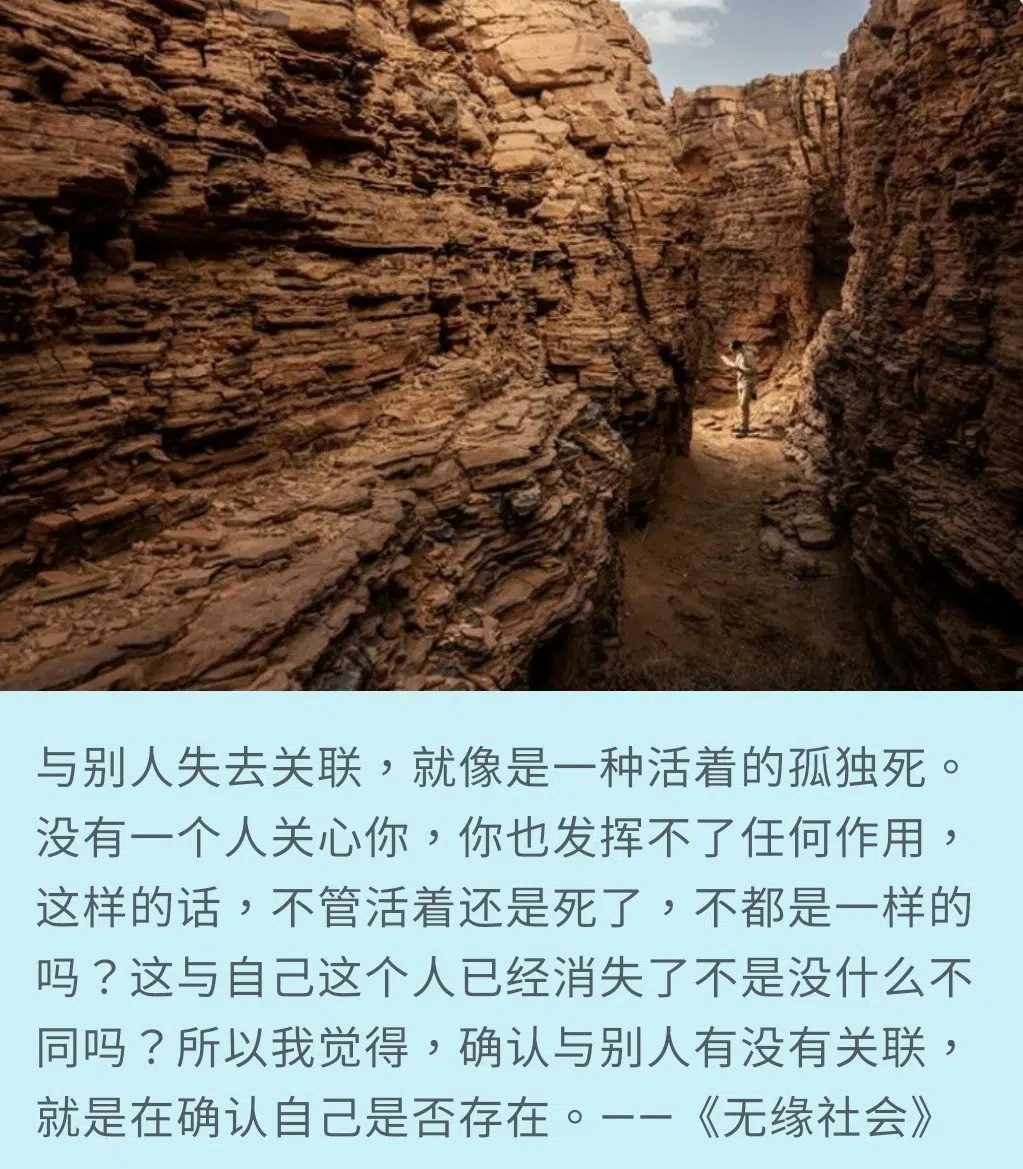 与别人失去关联，就像是一种活着的孤独死。
没有一个人关心你，你也发挥不了任何作用，
这样的话，不管活着还是死了，不都是一样的
吗？这与自己这个人已经消失了不是没什么不
同吗？所以我觉得，确认与别人有没有关联，
就是在确认自己是否存在。——《无缘社会》